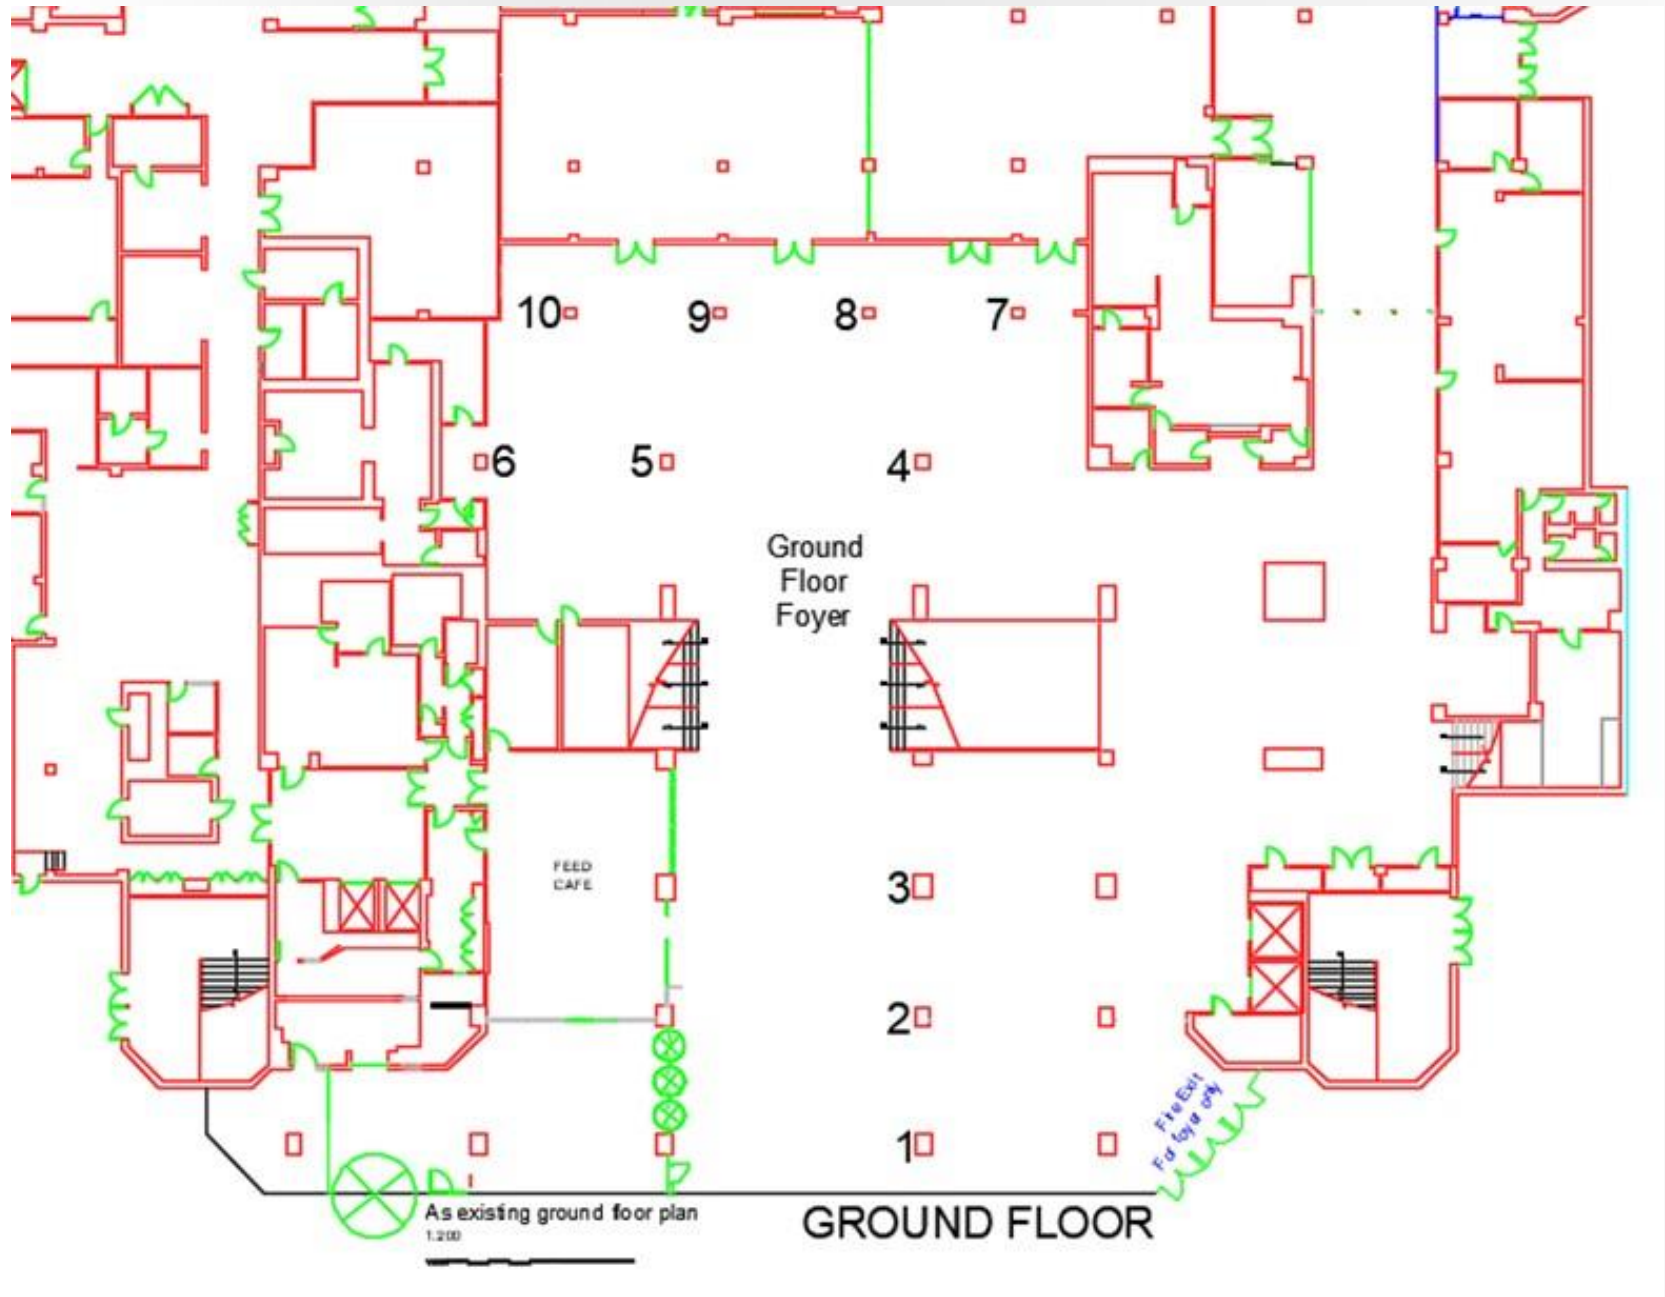 10 9 8 7
6 5 4
Ground
Floor
Foyer
FEED
CAFE
3
2
Fire Exit
For foyer only
1
As existing ground floor plan
1:200
GROUND FLOOR